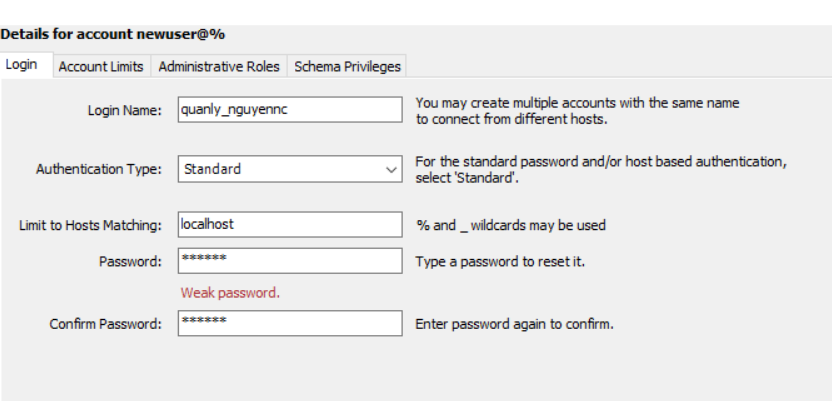 Details for account newuser@%
Login Account Limits Administrative Roles Schema Privileges
Login Name: quanly_nguyennc You may create multiple accounts with the same name
to connect from different hosts.
Authentication Type: Standard For the standard password and/or host based authentication,
select 'Standard'.
Limit to Hosts Matching: localhost % and _ wildcards may be used
Password: ****** Type a password to reset it.
Weak password.
Confirm Password: ****** Enter password again to confirm.